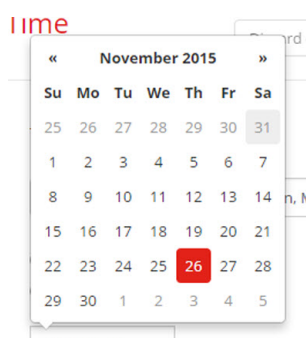 Time
« November 2015 »
Su Mo Tu We Th Fr Sa
25 26 27 28 29 30 31
1 2 3 4 5 6 7
8 9 10 11 12 13 14
15 16 17 18 19 20 21
22 23 24 25 26 27 28
29 30 1 2 3 4 5